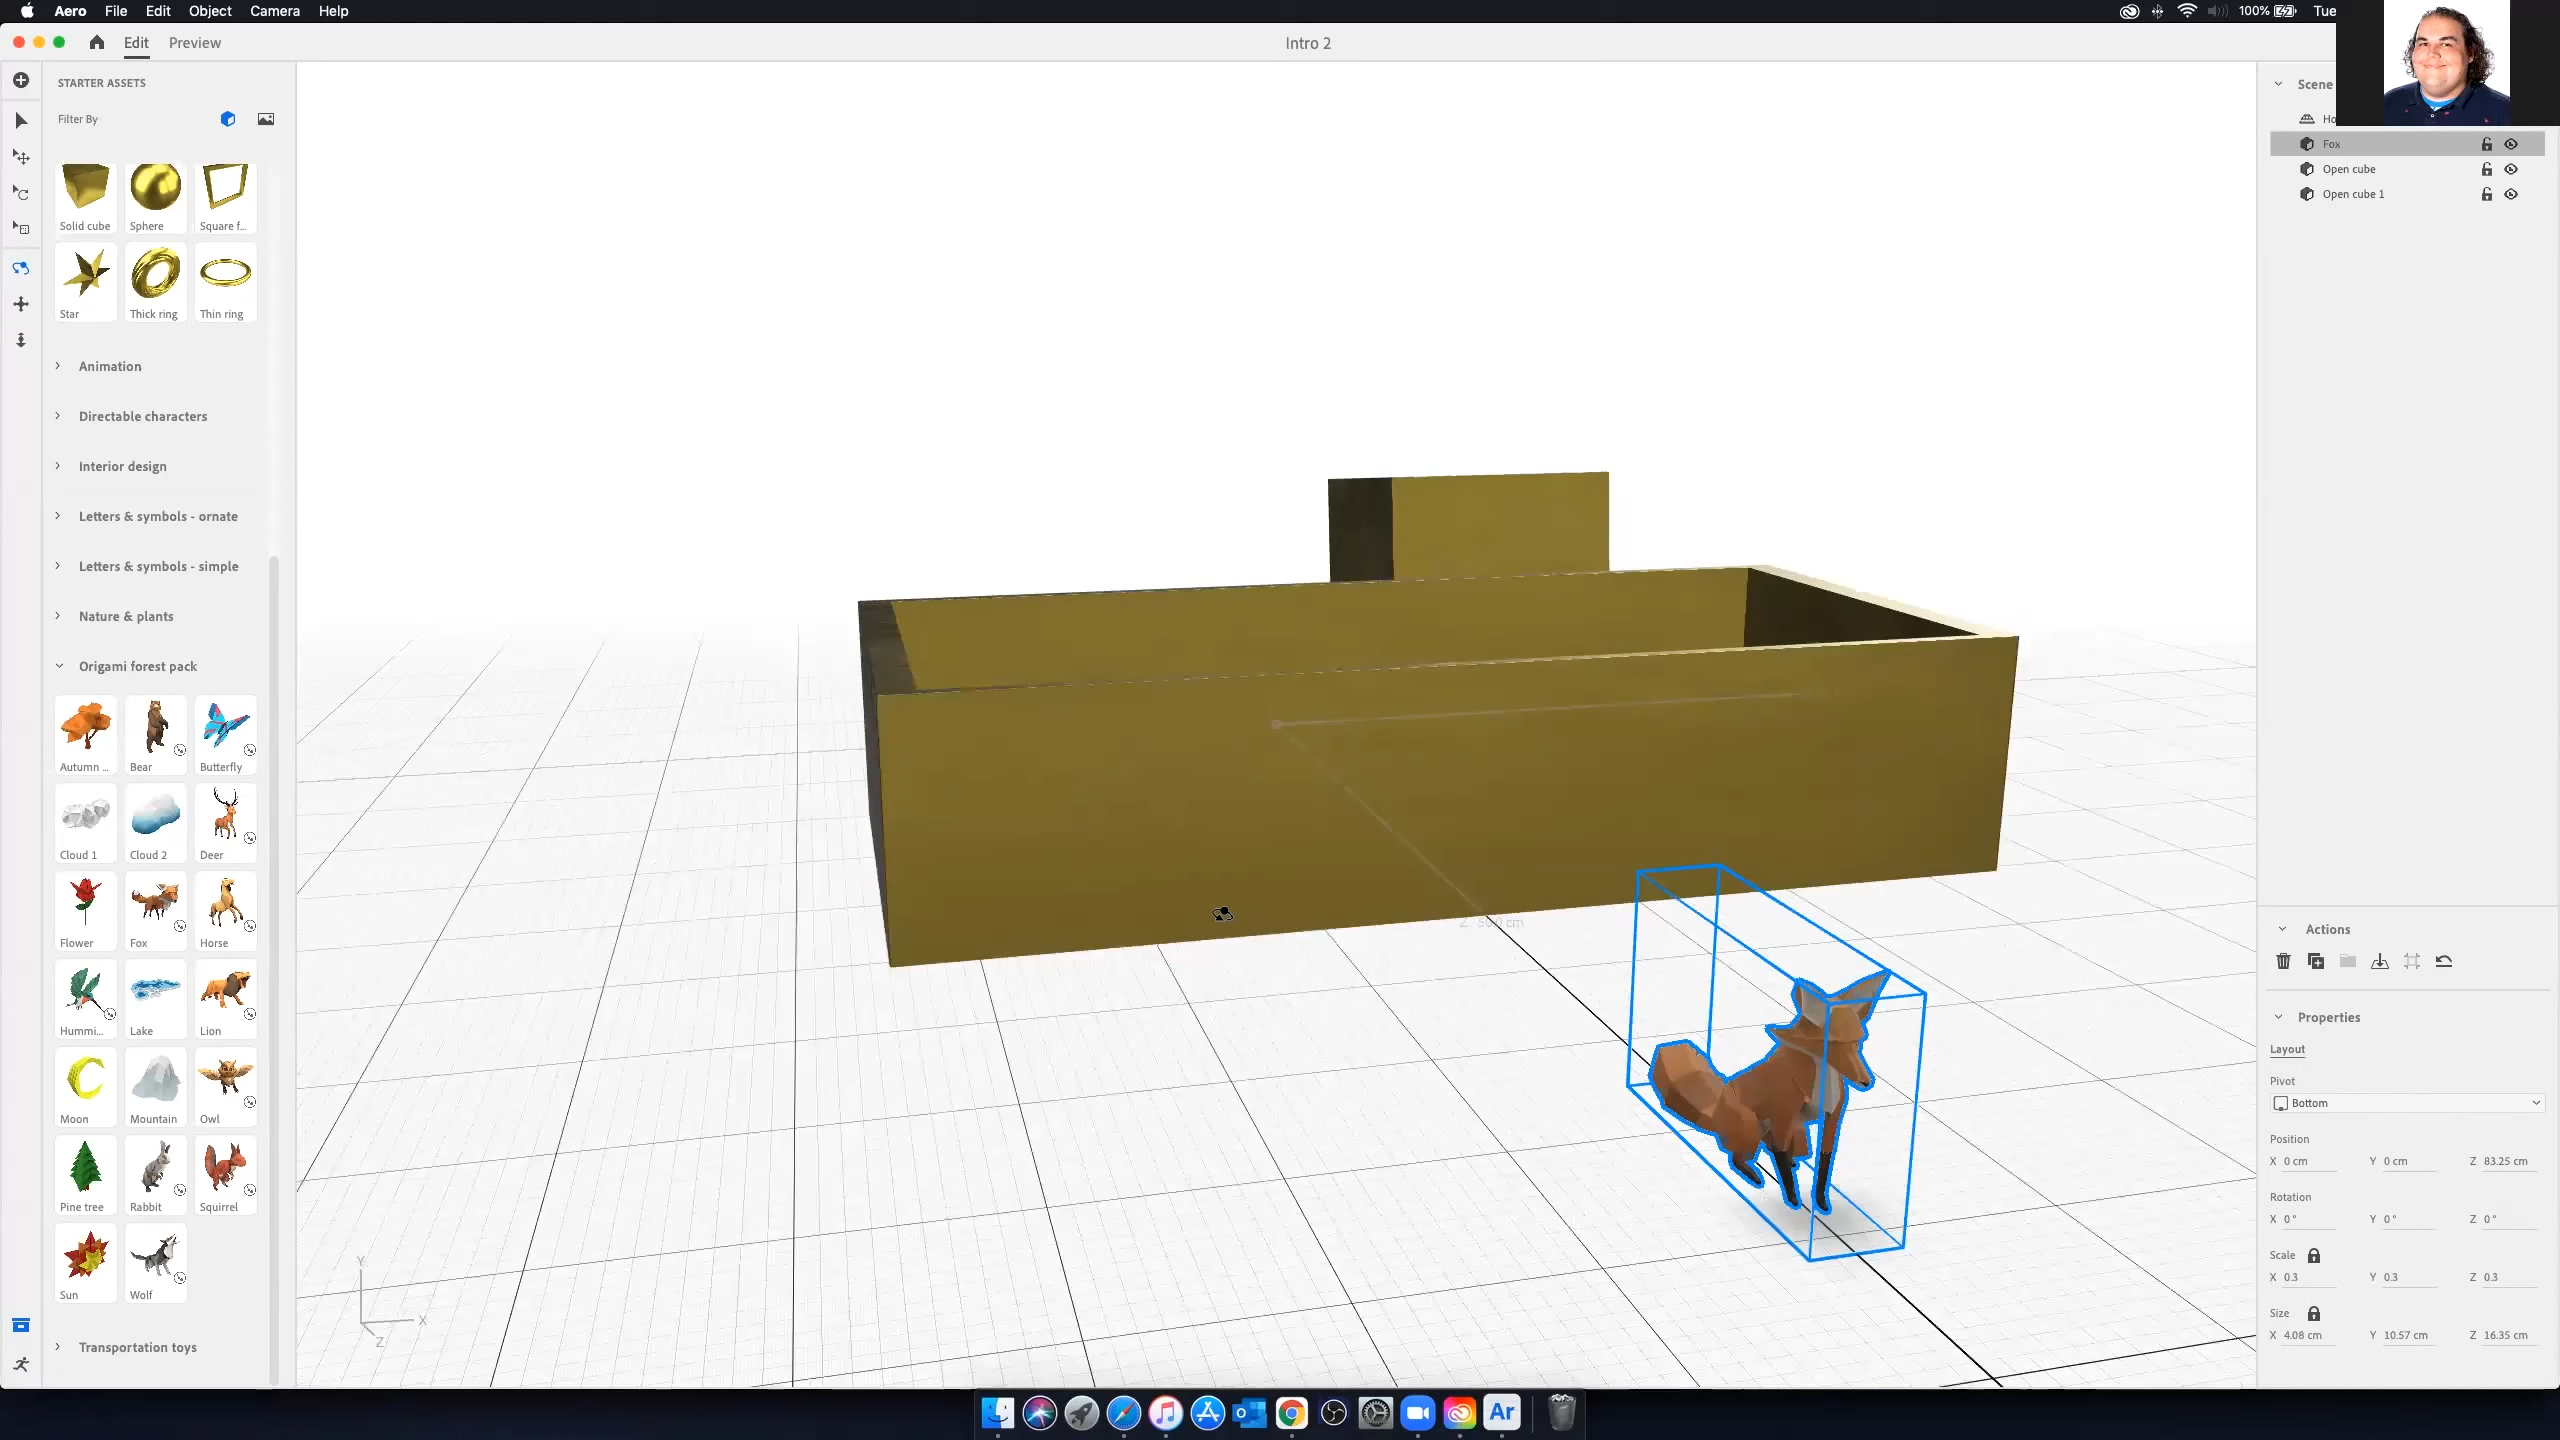 Aero File Edit Object Camera Help 100% Tue
Edit Preview Intro 2
STARTER ASSETS
Filter By
Solid cube Sphere Square f...
Star Thick ring Thin ring
Animation
Directable characters
Interior design
Letters & symbols - ornate
Letters & symbols - simple
Nature & plants
Origami forest pack
Autumn ... Bear Butterfly
Cloud 1 Cloud 2 Deer
Flower Fox Horse
Hummi... Lake Lion
Moon Mountain Owl
Pine tree Rabbit Squirrel
Sun Wolf
Transportation toys
Y
X
Z
Scene
Ho
Fox
Open cube
Open cube 1
Actions
Properties
Layout
Pivot
Bottom
Position
X 0 cm Y 0 cm Z 83.25 cm
Rotation
X 0° Y 0° Z 0°
Scale
X 0.3 Y 0.3 Z 0.3
Size
X 4.08 cm Y 10.57 cm Z 16.35 cm
Ar